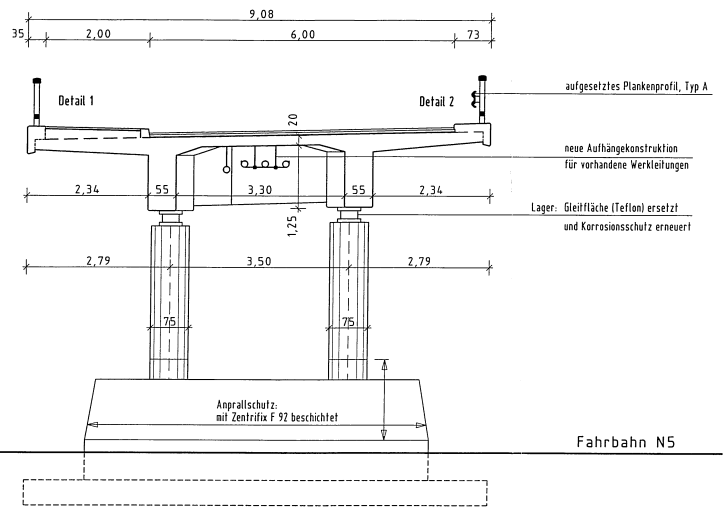 9,08
35
2,00
6,00
73
Detail 1
Detail 2
aufgesetztes Plankenprofil, Typ A
20
neue Aufhängekonstruktion
für vorhandene Werkleitungen
2,34
55
3,30
55
2,34
Lager: Gleitfläche (Teflon) ersetzt
und Korrosionsschutz erneuert
1,25
2,79
3,50
2,79
75
75
Anprallschutz:
mit Zentrifix F 92 beschichtet
Fahrbahn N5